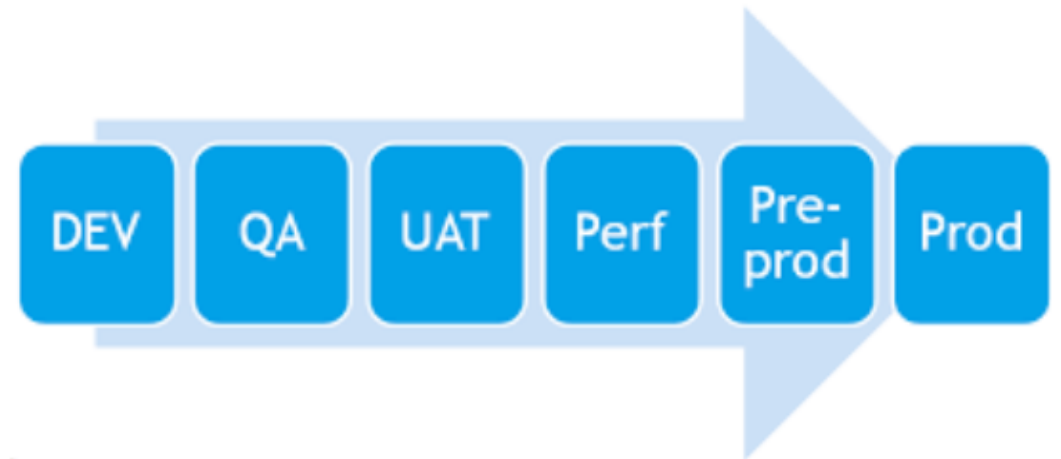 DEV
QA
UAT
Perf
Pre-
prod
Prod